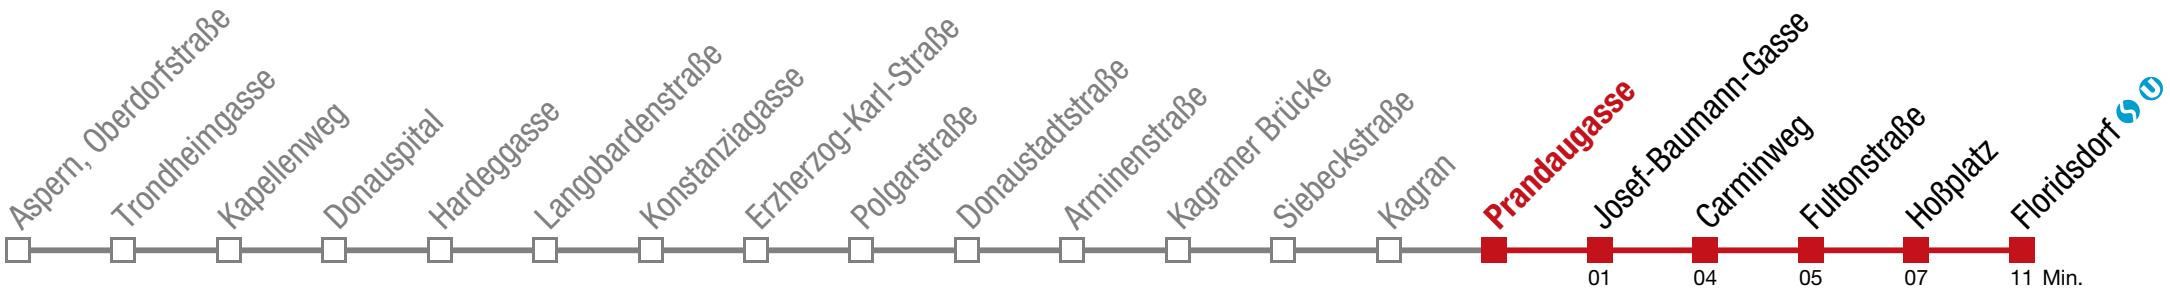 Aspern, Oberdorfstraße
Trondheimgasse
Kapellenweg
Donauspital
Hardeggasse
Langobardenstraße
Konstanziagasse
Erzherzog-Karl-Straße
Polgarstraße
Donaustadtstraße
Arminenstraße
Kagraner Brücke
Siebeckstraße
Kagran
Prandaugasse
Josef-Baumann-Gasse
Carminweg
Fultonstraße
Hoßplatz
Floridsdorf S U
01 04 05 07 11 Min.